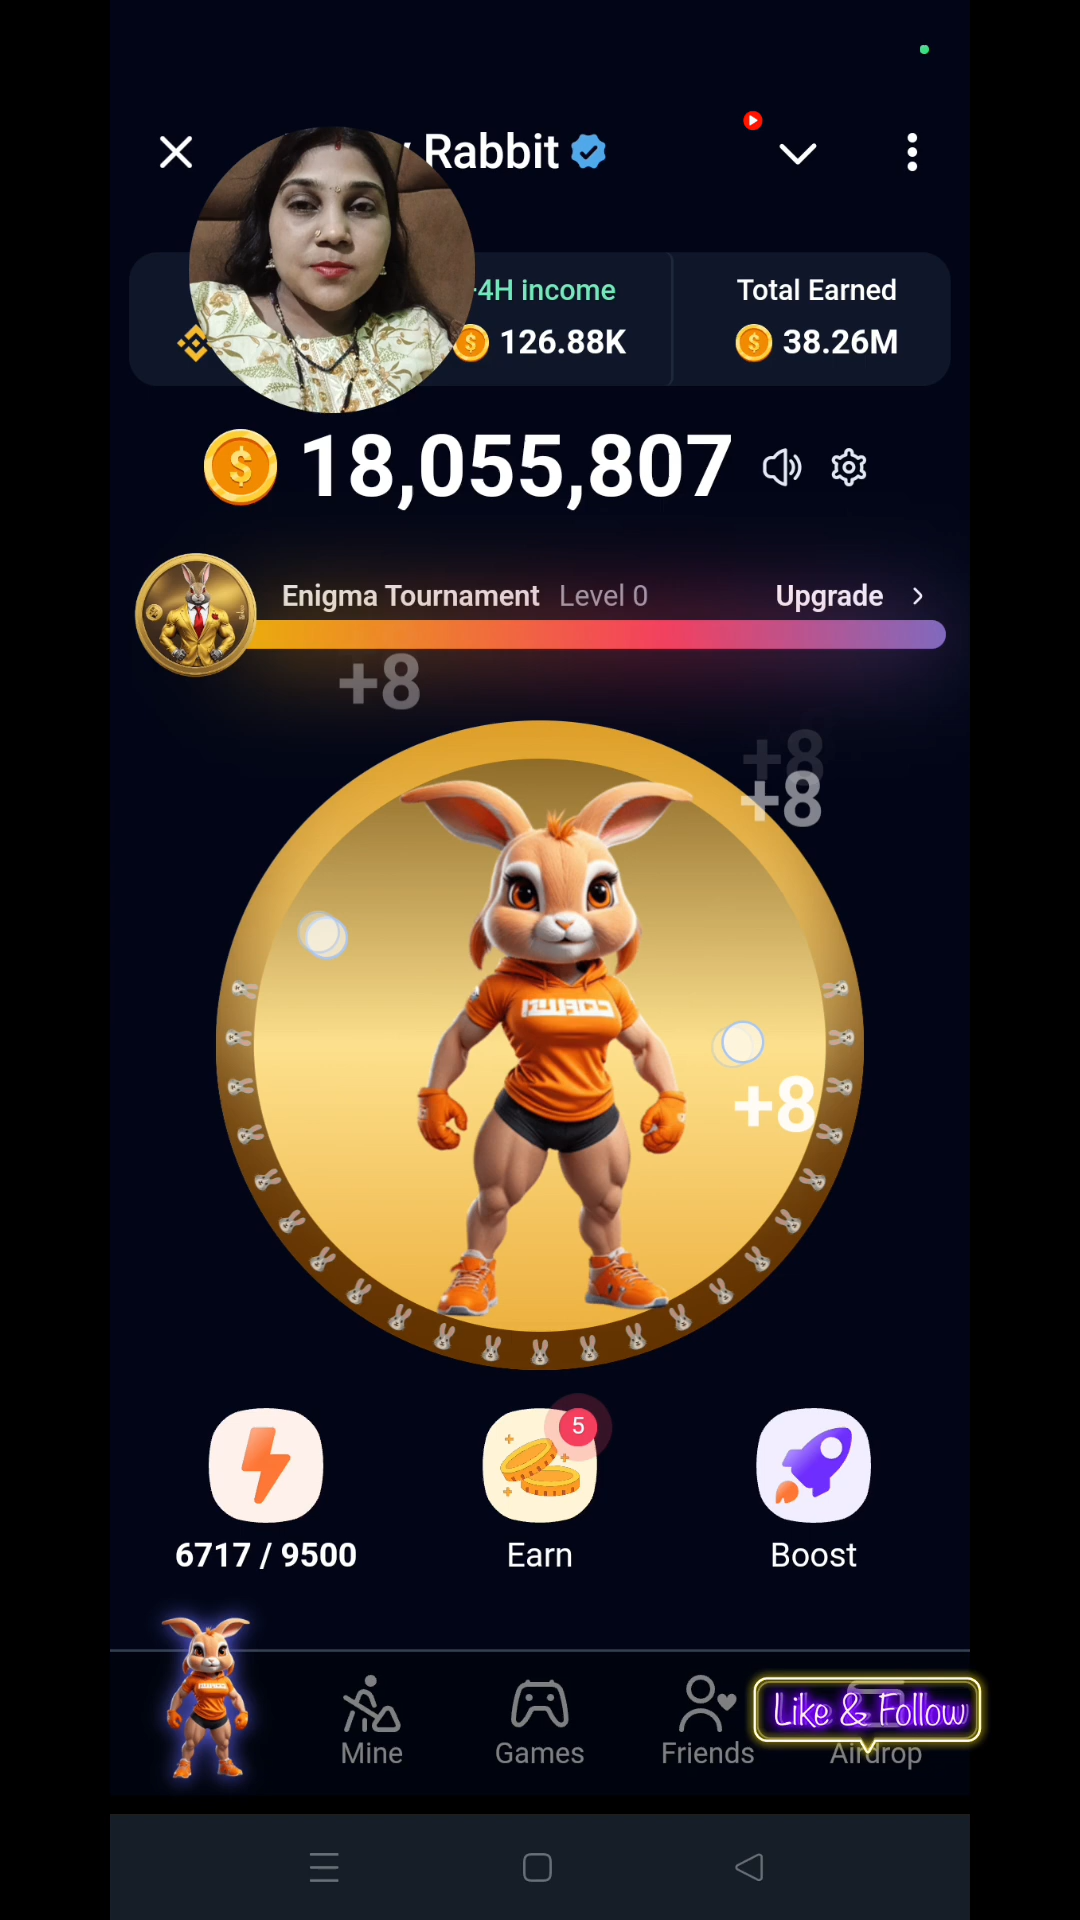 Rabbit
4H income
Total Earned
126.88K
38.26M
18,055,807
Enigma Tournament Level 0 Upgrade
+8
+8
+8
+8
5
6717 / 9500
Earn
Boost
Like & Follow
Mine
Games
Friends
Airdrop